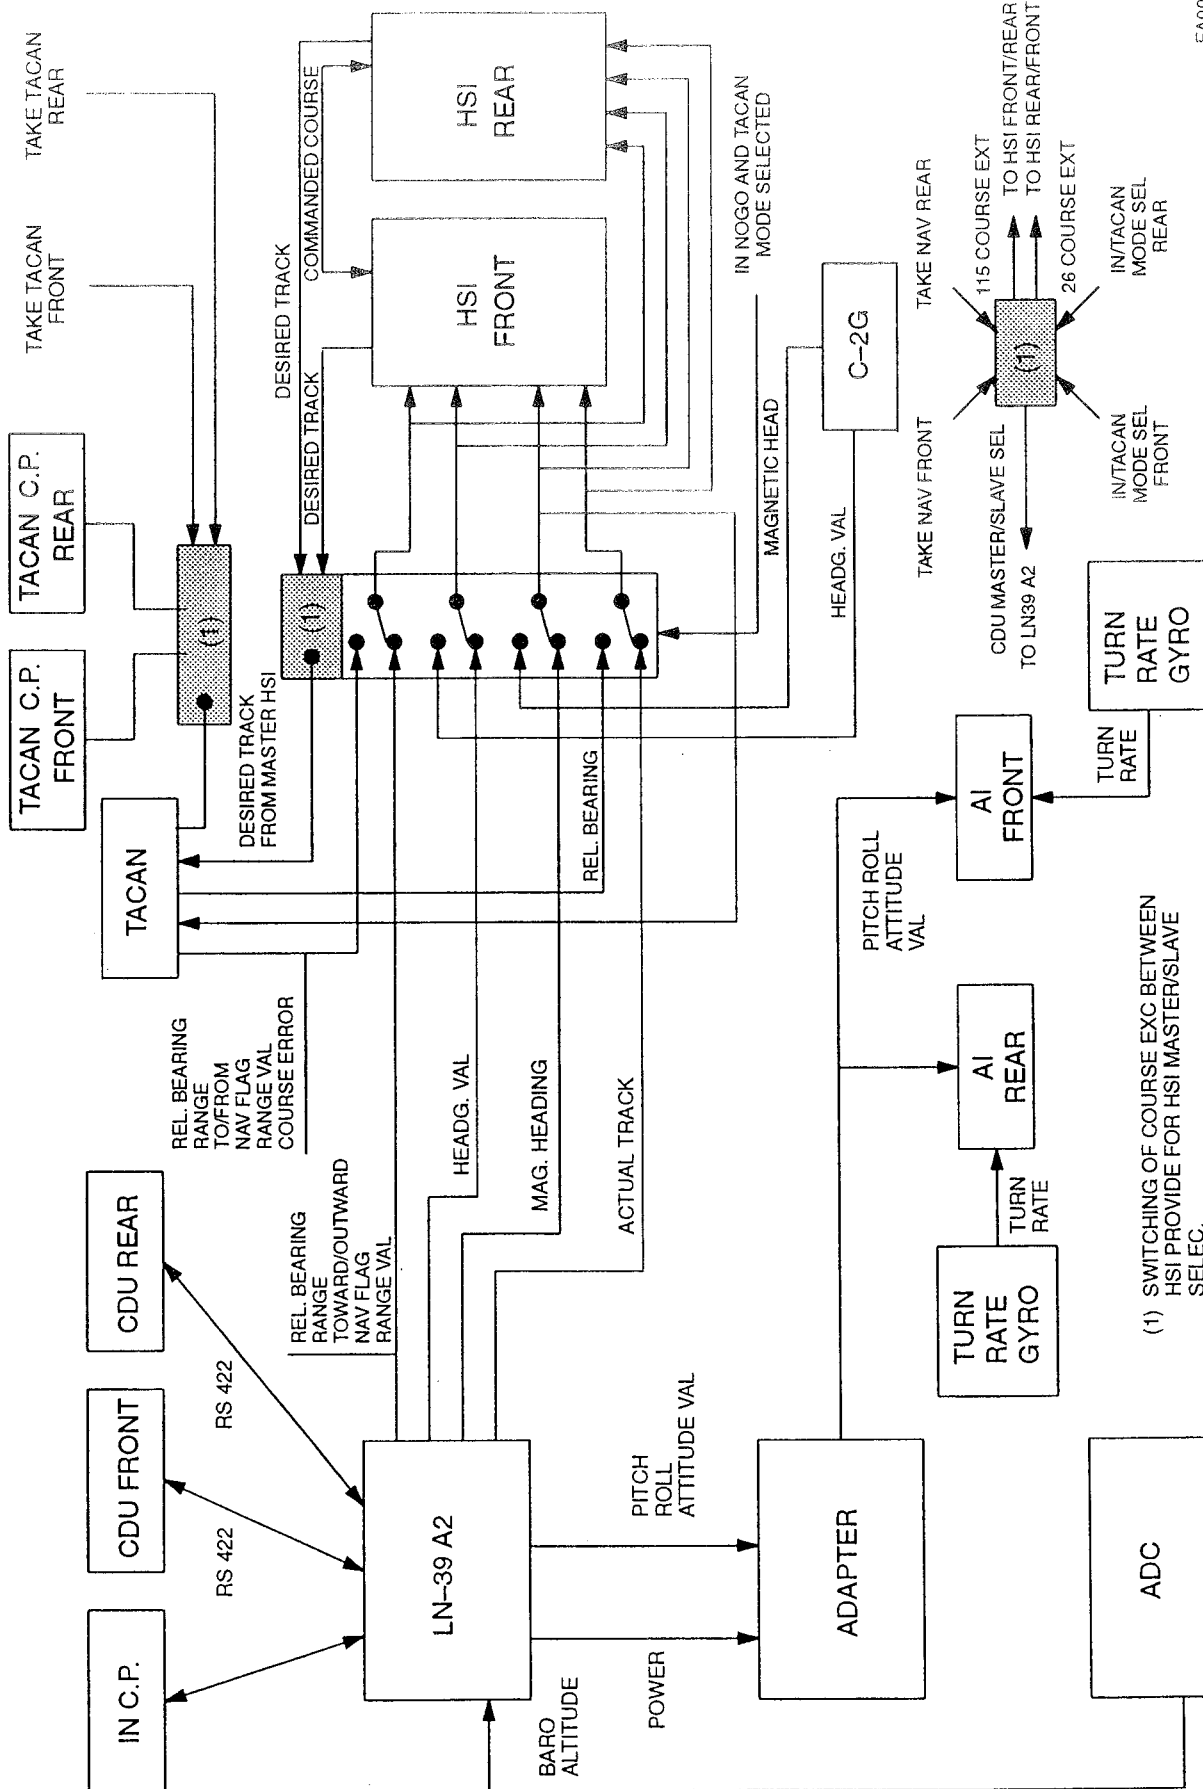 IN C.P.
CDU FRONT
CDU REAR
TACAN
TACAN C.P.
FRONT
TACAN C.P.
REAR
TAKE TACAN
FRONT
TAKE TACAN
REAR
RS 422
RS 422
REL. BEARING
RANGE
TO/FROM
NAV FLAG
RANGE VAL
COURSE ERROR
(1)
DESIRED TRACK
FROM MASTER HSI
DESIRED TRACK
DESIRED TRACK
COMMANDED COURSE
(1)
REL. BEARING
RANGE
TOWARD/OUTWARD
NAV FLAG
RANGE VAL
LN–39 A2
HEADG. VAL
MAG. HEADING
ACTUAL TRACK
REL. BEARING
HSI
FRONT
HSI
REAR
BARO
ALTITUDE
POWER
PITCH
ROLL
ATTITUDE VAL
MAGNETIC HEAD
IN NOGO AND TACAN
MODE SELECTED
HEADG. VAL
C–2G
ADAPTER
PITCH ROLL
ATTITUDE
VAL
AI
REAR
AI
FRONT
TURN
RATE
GYRO
TURN
RATE
TURN
RATE
TURN
RATE
GYRO
TAKE NAV FRONT
TAKE NAV REAR
CDU MASTER/SLAVE SEL
TO LN39 A2
(1)
115 COURSE EXT
TO HSI FRONT/REAR
TO HSI REAR/FRONT
26 COURSE EXT
IN/TACAN
MODE SEL
FRONT
IN/TACAN
MODE SEL
REAR
ADC
(1) SWITCHING OF COURSE EXC BETWEEN
HSI PROVIDE FOR HSI MASTER/SLAVE
SELEC.